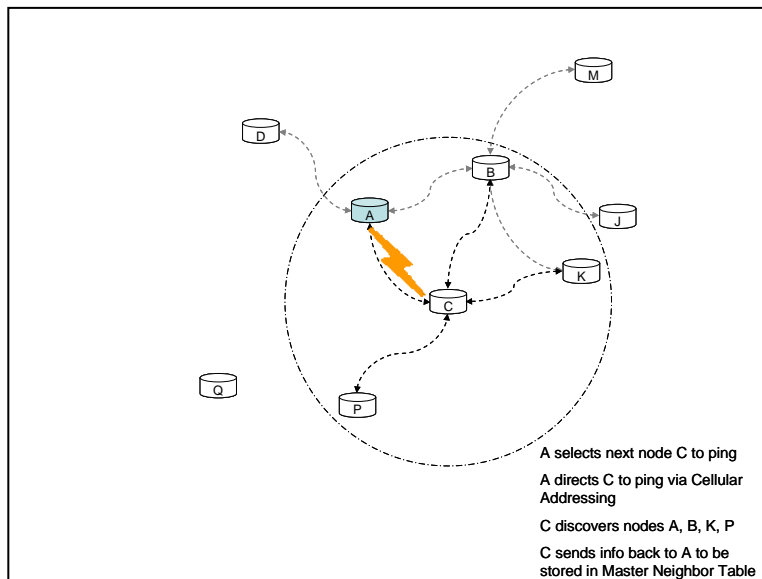 M
D
B
A
J
K
C
Q
P
A selects next node C to ping
A directs C to ping via Cellular
Addressing
C discovers nodes A, B, K, P
C sends info back to A to be
stored in Master Neighbor Table